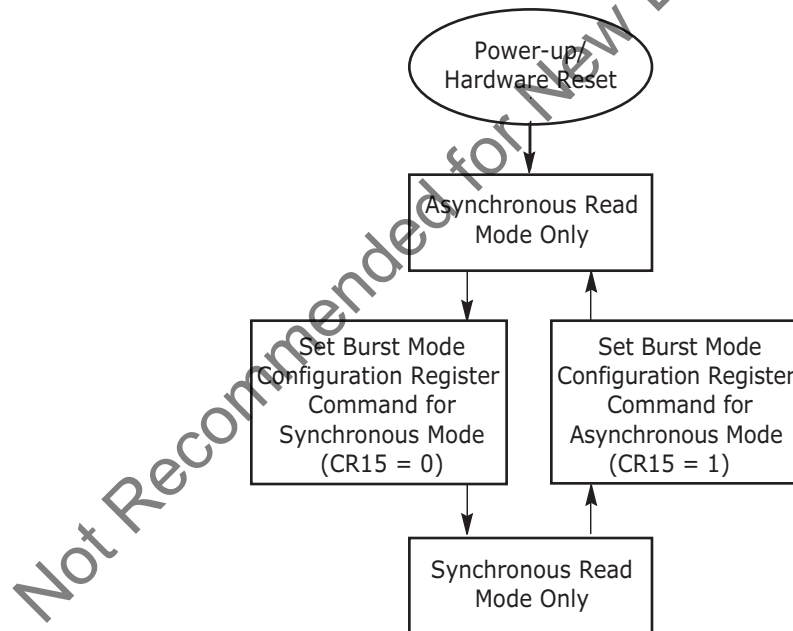 Power-up/
Hardware Reset
Asynchronous Read
Mode Only
Set Burst Mode
Configuration Register
Command for
Synchronous Mode
(CR15 = 0)
Set Burst Mode
Configuration Register
Command for
Asynchronous Mode
(CR15 = 1)
Synchronous Read
Mode Only
Not Recommended for New